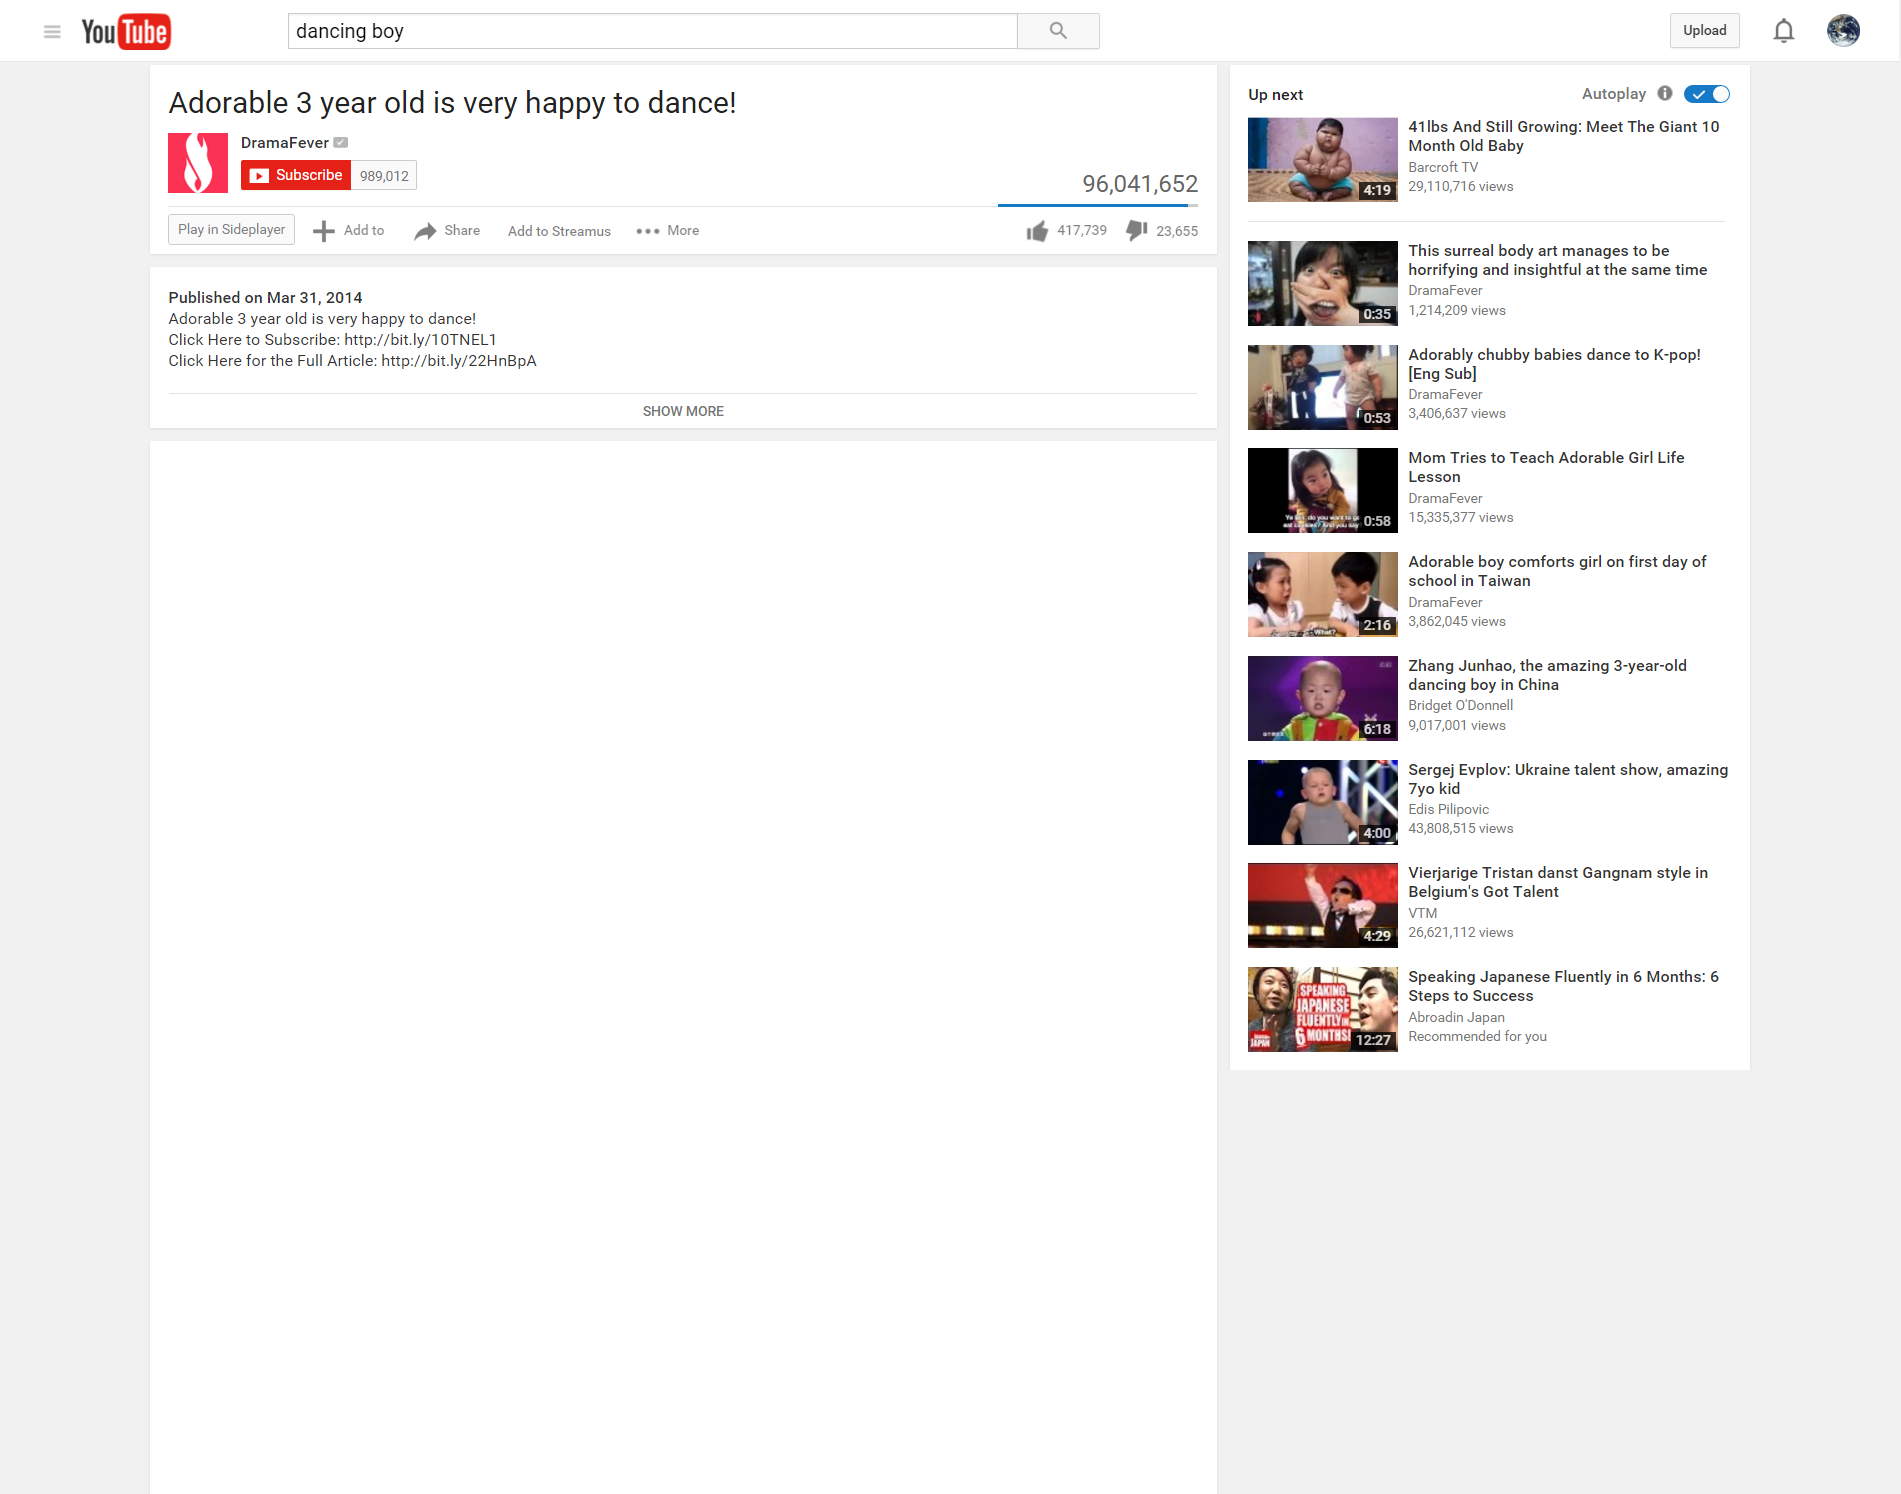 YouTube
dancing boy
Upload
Adorable 3 year old is very happy to dance!
DramaFever
Subscribe 989,012
96,041,652
Play in Sideplayer Add to Share Add to Streamus More 417,739 23,655
Published on Mar 31, 2014
Adorable 3 year old is very happy to dance!
Click Here to Subscribe: http://bit.ly/10TNEL1
Click Here for the Full Article: http://bit.ly/22HnBpA
SHOW MORE
Up next Autoplay
4:19
41lbs And Still Growing: Meet The Giant 10
Month Old Baby
Barcroft TV
29,110,716 views
0:35
This surreal body art manages to be
horrifying and insightful at the same time
DramaFever
1,214,209 views
0:53
Adorably chubby babies dance to K-pop!
[Eng Sub]
DramaFever
3,406,637 views
0:58
Mom Tries to Teach Adorable Girl Life
Lesson
DramaFever
15,335,377 views
What?
2:16
Adorable boy comforts girl on first day of
school in Taiwan
DramaFever
3,862,045 views
6:18
Zhang Junhao, the amazing 3-year-old
dancing boy in China
Bridget O'Donnell
9,017,001 views
4:00
Sergej Evplov: Ukraine talent show, amazing
7yo kid
Edis Pilipovic
43,808,515 views
4:29
Vierjarige Tristan danst Gangnam style in
Belgium's Got Talent
VTM
26,621,112 views
SPEAKING
JAPANESE
FLUENTLY IN
6 MONTHS!
JAPAN
12:27
Speaking Japanese Fluently in 6 Months: 6
Steps to Success
Abroadin Japan
Recommended for you